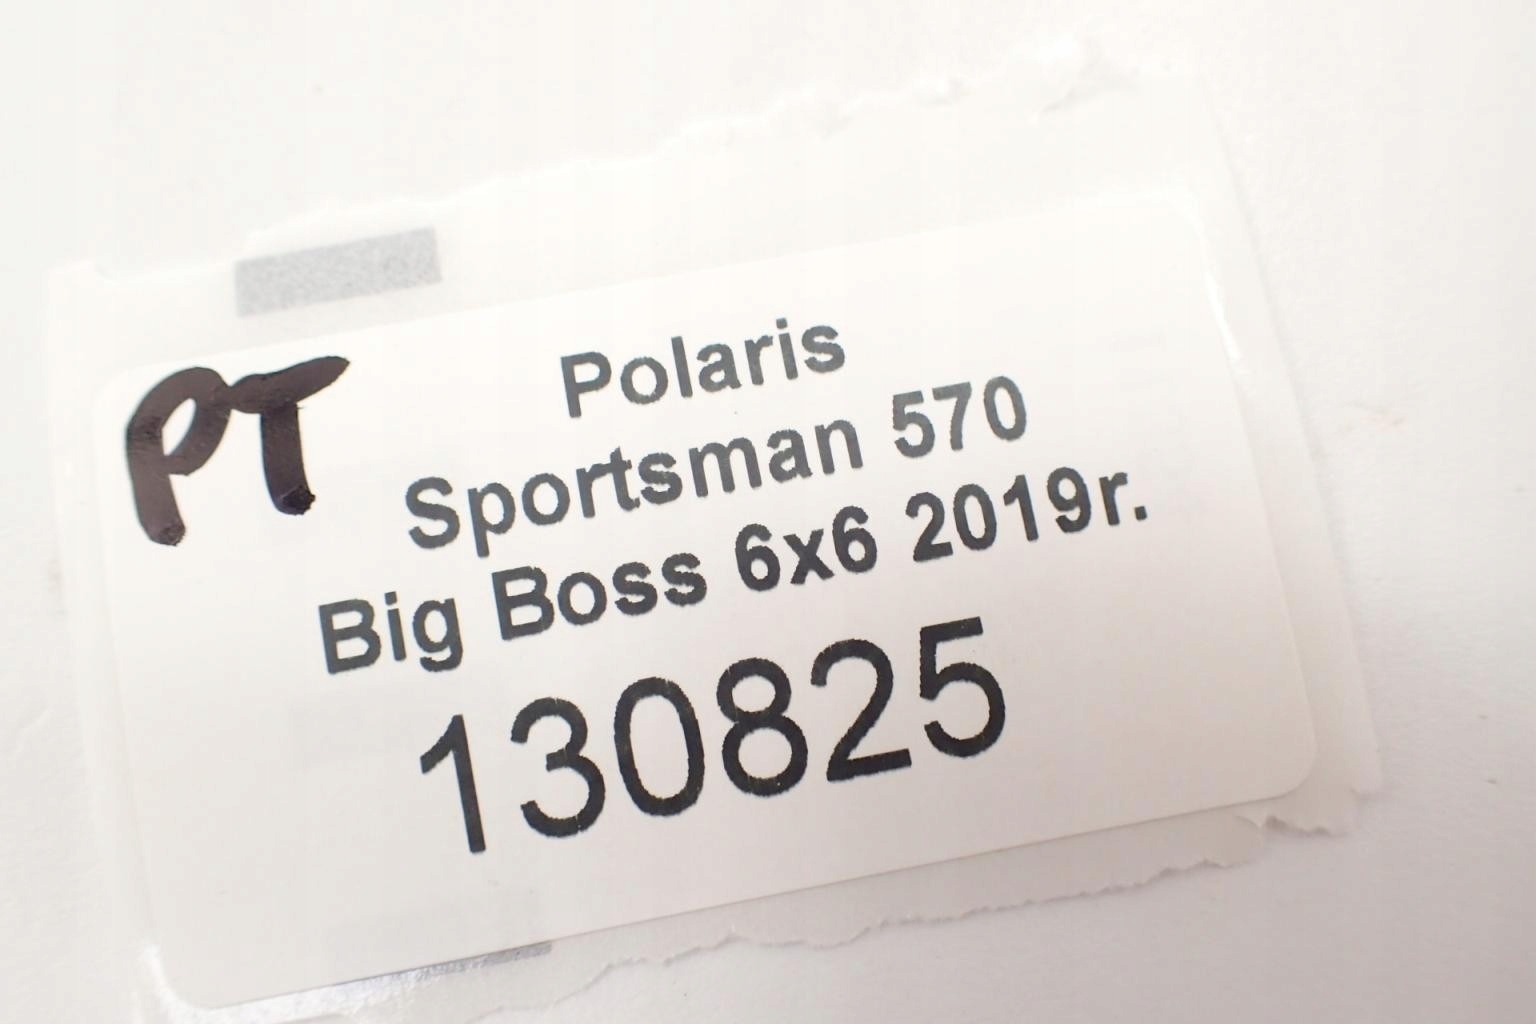 PT
Polaris
Sportsman 570
Big Boss 6x6 2019r.
130825